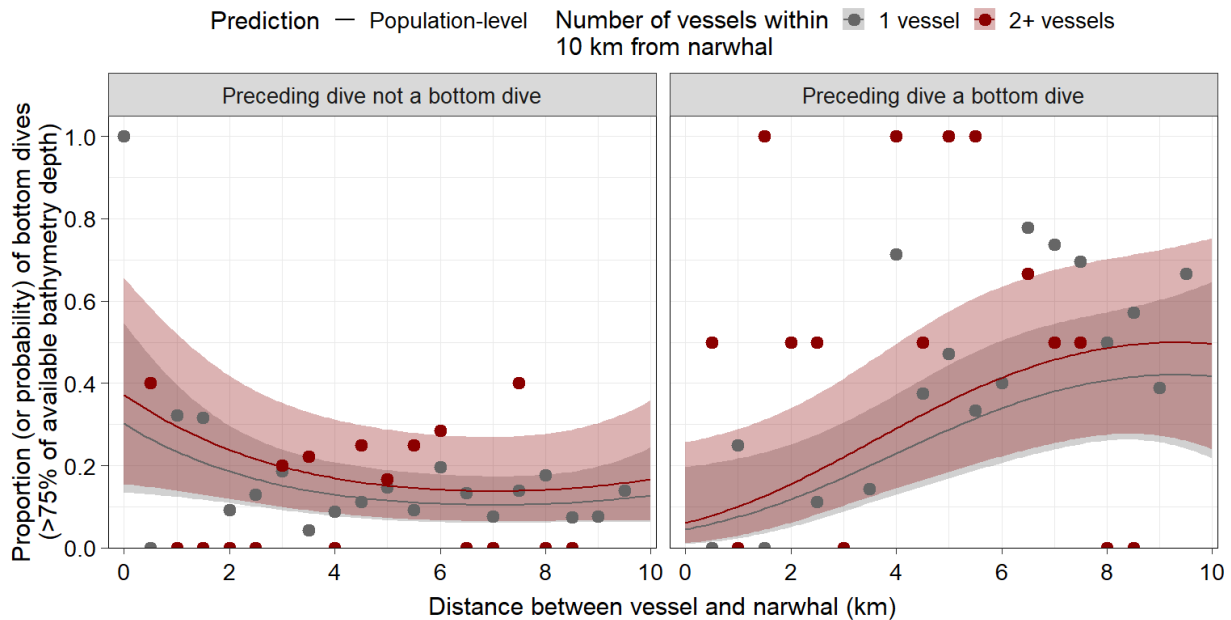 Prediction — Population-level Number of vessels within 10 km from narwhal 1 vessel 2+ vessels
Preceding dive not a bottom dive
Preceding dive a bottom dive
Proportion (or probability) of bottom dives
(>75% of available bathymetry depth)
1.0
0.8
0.6
0.4
0.2
0.0
0 2 4 6 8 10
0 2 4 6 8 10
Distance between vessel and narwhal (km)